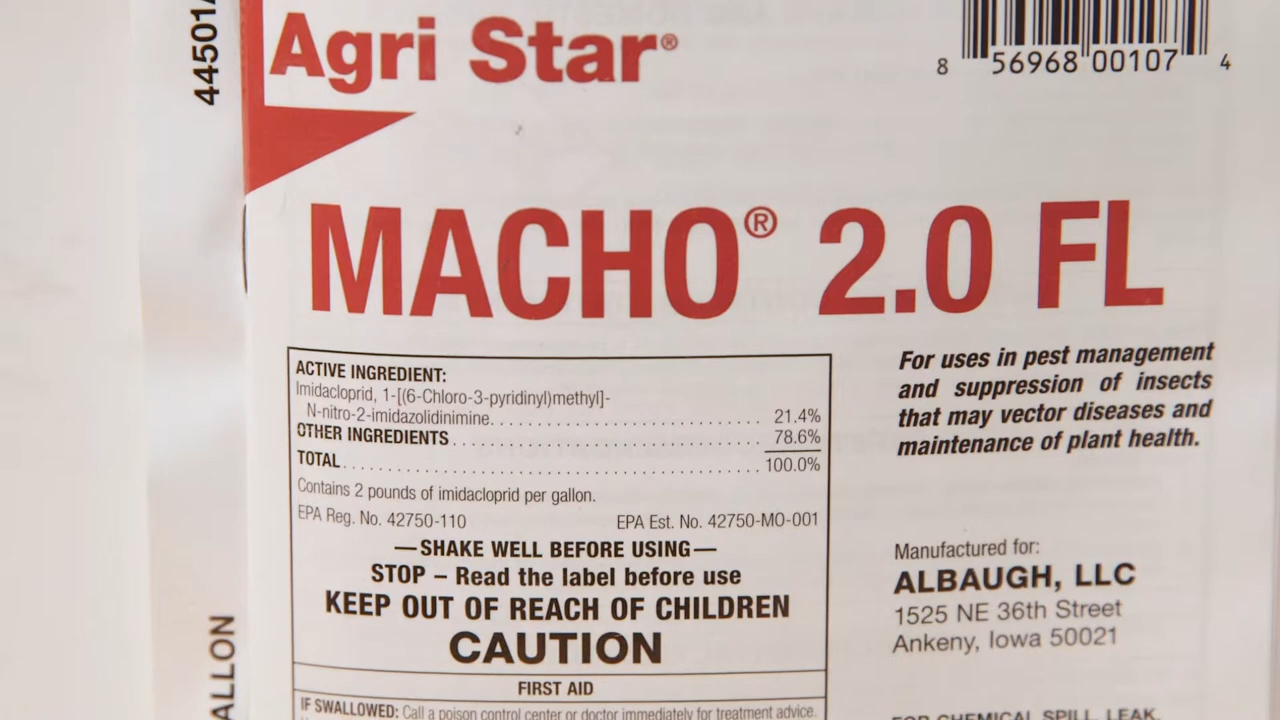 4450
Agri Star®
8 56968 00107 4
MACHO® 2.0 FL
ACTIVE INGREDIENT:
Imidacloprid, 1-[(6-Chloro-3-pyridinyl)methyl]-
N-nitro-2-imidazolidinimine. . . . . . . . . . . . . . . . . . . . . . . . . . . . . . . . . 21.4%
OTHER INGREDIENTS . . . . . . . . . . . . . . . . . . . . . . . . . . . . . . . . . . . . . 78.6%
TOTAL . . . . . . . . . . . . . . . . . . . . . . . . . . . . . . . . . . . . . . . . . . . . . . . . . . . 100.0%
Contains 2 pounds of imidacloprid per gallon.
EPA Reg. No. 42750-110 EPA Est. No. 42750-MO-001
—SHAKE WELL BEFORE USING—
STOP – Read the label before use
KEEP OUT OF REACH OF CHILDREN
CAUTION
FIRST AID
IF SWALLOWED: Call a poison control center or doctor immediately for treatment advice.
For uses in pest management
and suppression of insects
that may vector diseases and
maintenance of plant health.
Manufactured for:
ALBAUGH, LLC
1525 NE 36th Street
Ankeny, Iowa 50021
FOR CHEMICAL SPILL, LEAK,
ALLON